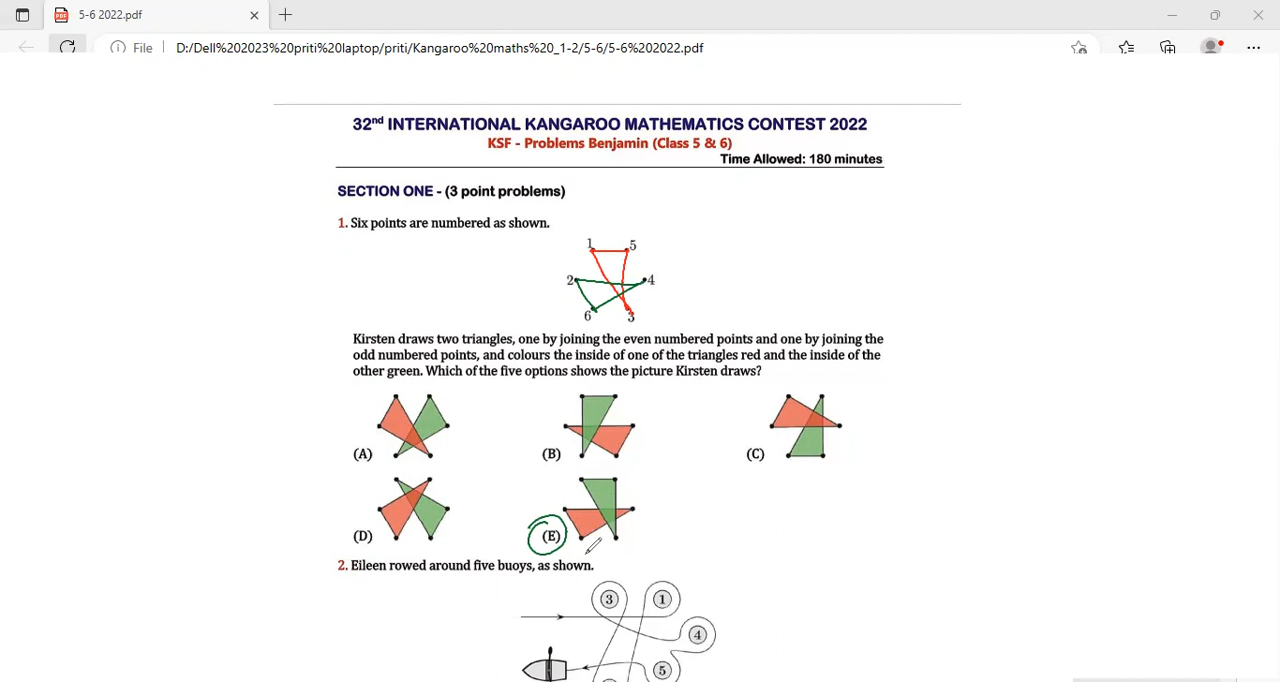 5-6 2022.pdf
File D:/Dell%202023%20priti%20laptop/priti/Kangaroo%20maths%20_1-2/5-6/5-6%202022.pdf
32nd INTERNATIONAL KANGAROO MATHEMATICS CONTEST 2022
KSF - Problems Benjamin (Class 5 & 6)
Time Allowed: 180 minutes
SECTION ONE - (3 point problems)
1. Six points are numbered as shown.
1 5
2 4
6 3
Kirsten draws two triangles, one by joining the even numbered points and one by joining the
odd numbered points, and colours the inside of one of the triangles red and the inside of the
other green. Which of the five options shows the picture Kirsten draws?
(A) (B) (C)
(D) (E)
2. Eileen rowed around five buoys, as shown.
3 1
4
5